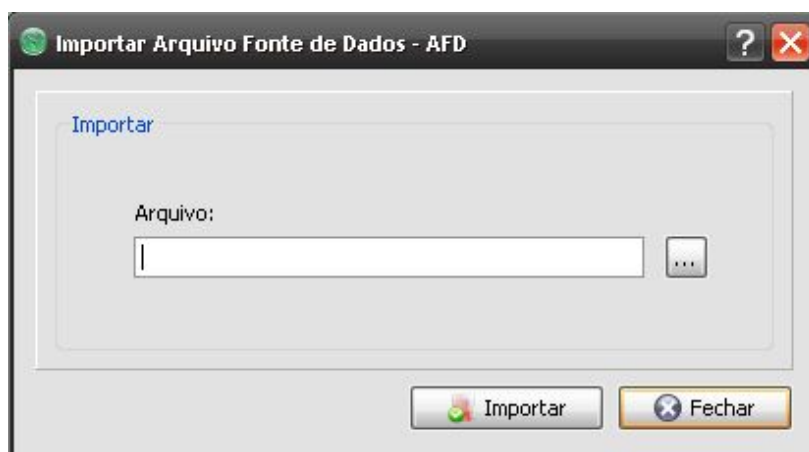 Importar Arquivo Fonte de Dados - AFD
?
Importar
Arquivo:
...
Importar
Fechar